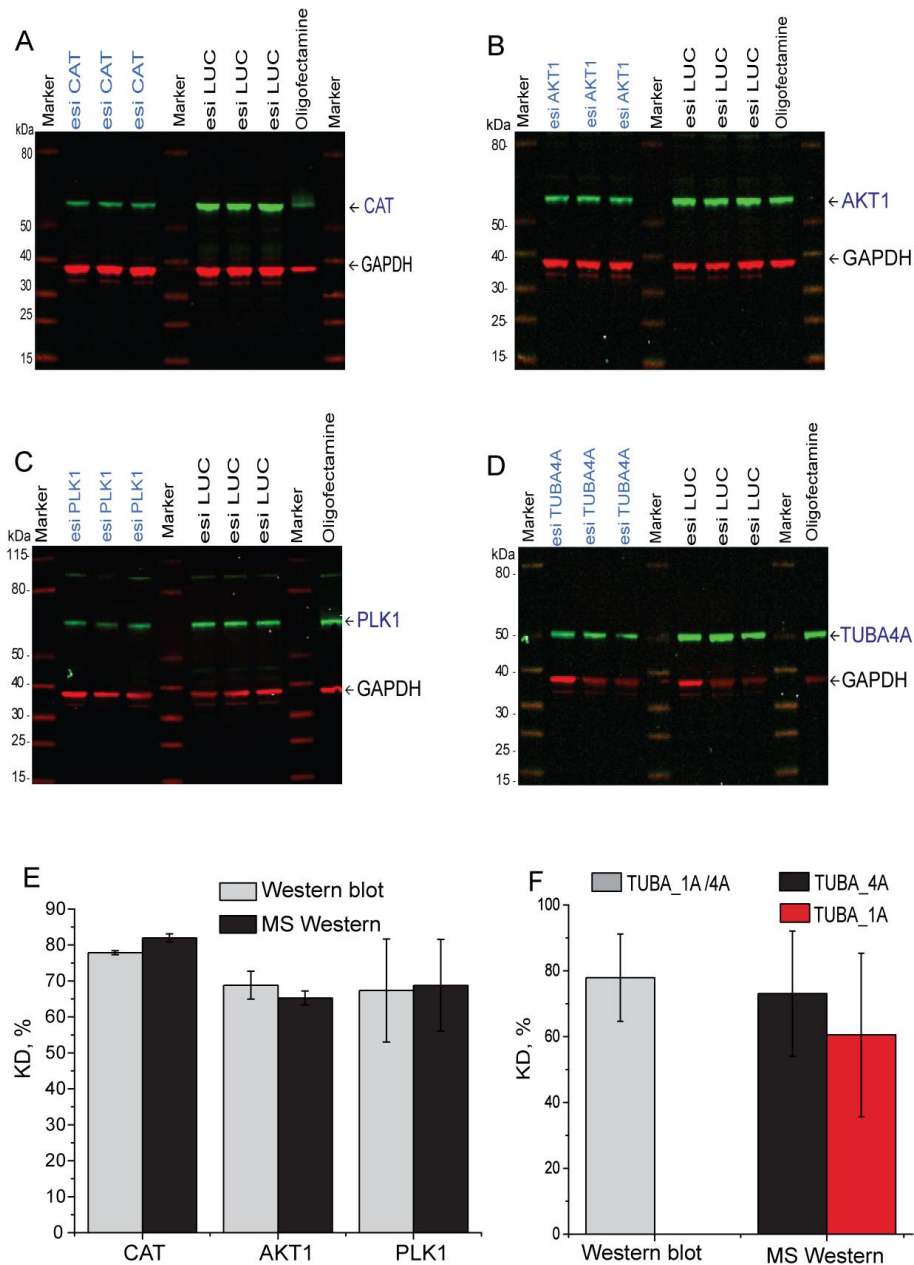 A
Marker
esi CAT
esi CAT
esi CAT
Marker
esi LUC
esi LUC
esi LUC
Oligofectamine
Marker
kDa
80
50
40
30
25
15
← CAT
← GAPDH
B
Marker
esi AKT1
esi AKT1
esi AKT1
Marker
esi LUC
esi LUC
esi LUC
Oligofectamine
Marker
kDa
80-
50-
40-
30-
25-
15-
←AKT1
←GAPDH
C
Marker
esi PLK1
esi PLK1
esi PLK1
Marker
esi LUC
esi LUC
esi LUC
Marker
Oligofectamine
kDa
115-
80-
50-
40-
30-
25-
15-
←PLK1
←GAPDH
D
Marker
esi TUBA4A
esi TUBA4A
esi TUBA4A
Marker
esi LUC
esi LUC
esi LUC
Marker
Oligofectamine
kDa
80-
50-
40-
30-
25-
15-
←TUBA4A
←GAPDH
E
Western blot
MS Western
KD, %
90
80
70
60
50
40
30
20
10
0
CAT AKT1 PLK1
F
TUBA_1A /4A
TUBA_4A
TUBA_1A
KD, %
100
80
60
40
20
0
Western blot MS Western